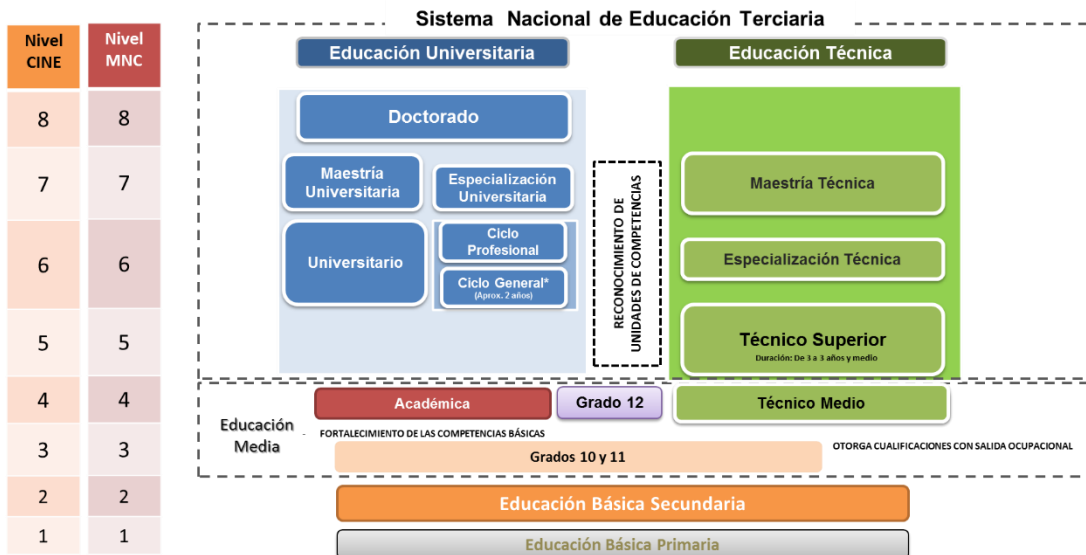 Sistema Nacional de Educación Terciaria
Nivel
CINE
Nivel
MNC
Educación Universitaria
Educación Técnica
8
8
Doctorado
7
7
Maestría
Universitaria
Especialización
Universitaria
Maestría Técnica
RECONOCIMIENTO DE
UNIDADES DE COMPETENCIAS
6
6
Universitario
Ciclo
Profesional
Ciclo General*
(Aprox. 2 años)
Especialización Técnica
5
5
Técnico Superior
Duración: De 3 a 3 años y medio
4
4
Educación
Media
Académica
Grado 12
Técnico Medio
FORTALECIMIENTO DE LAS COMPETENCIAS BÁSICAS
OTORGA CUALIFICACIONES CON SALIDA OCUPACIONAL
3
3
Grados 10 y 11
2
2
Educación Básica Secundaria
1
1
Educación Básica Primaria